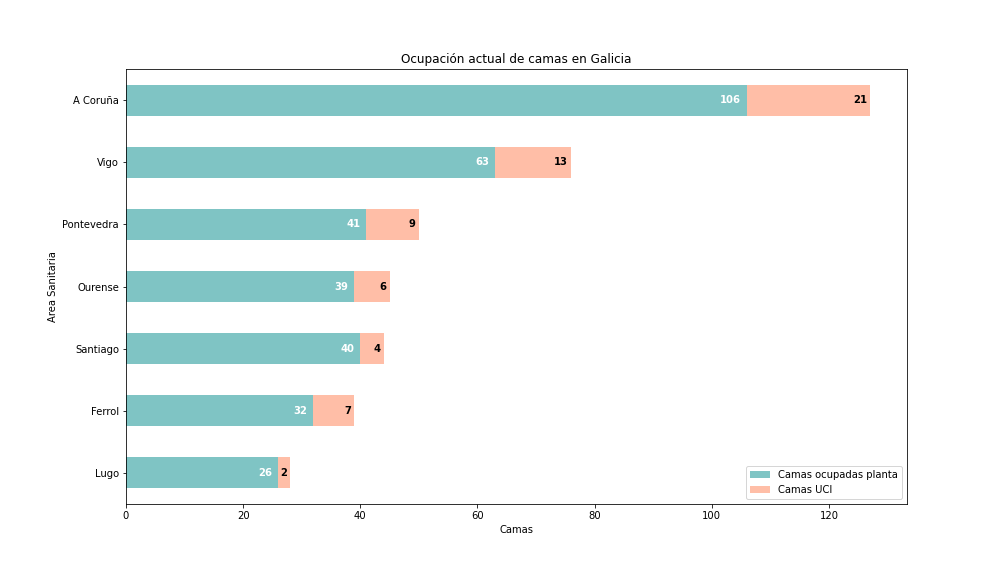 Ocupación actual de camas en Galicia
A Coruña 106 21
Vigo 63 13
Pontevedra 41 9
Ourense 39 6
Santiago 40 4
Ferrol 32 7
Lugo 26 2
Area Sanitaria
Camas ocupadas planta
Camas UCI
0 20 40 60 80 100 120
Camas